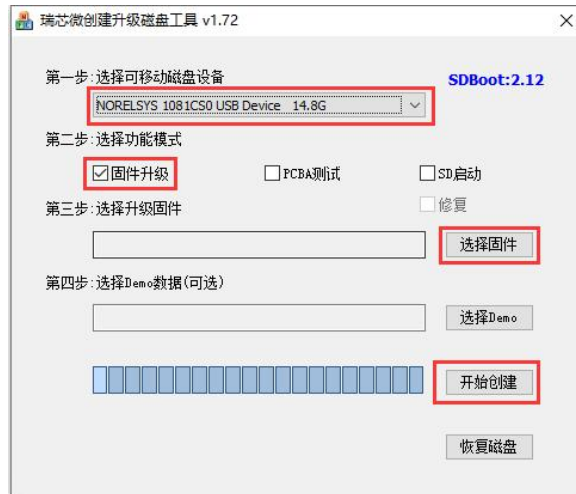 瑞芯微创建升级磁盘工具 v1.72
第一步:选择可移动磁盘设备
SDBoot:2.12
NORELSYS 1081CS0 USB Device 14.8G
第二步:选择功能模式
固件升级
PCBA测试
SD启动
第三步:选择升级固件
修复
选择固件
第四步:选择Demo数据(可选)
选择Demo
开始创建
恢复磁盘